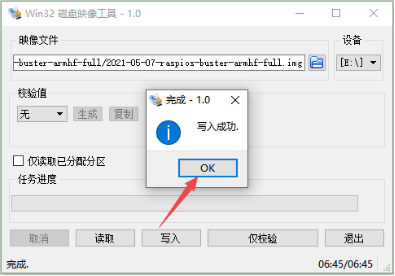 Win32 磁盘映像工具 - 1.0
映像文件
设备
-buster-armhf-full/2021-05-07-raspios-buster-armhf-full.img
[E:\]
校验值
无
生成
复制
完成 - 1.0
写入成功.
OK
仅读取已分配分区
任务进度
取消
读取
写入
仅校验
退出
完成.
06:45/06:45